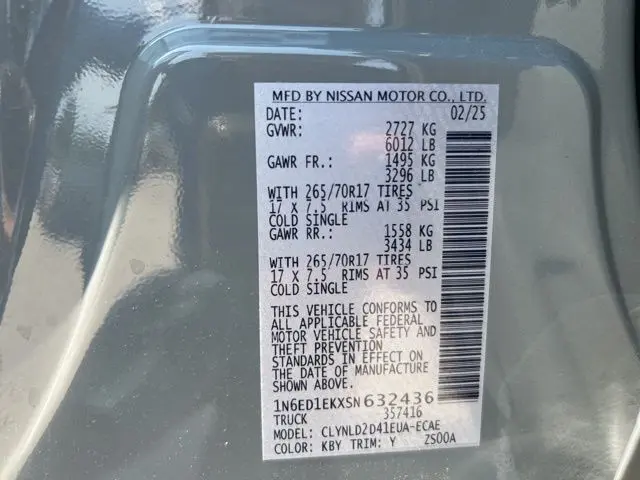 MFD BY NISSAN MOTOR CO., LTD.
DATE: 02/25
GVWR: 2727 KG
6012 LB
GAWR FR.: 1495 KG
3296 LB
WITH 265/70R17 TIRES
17 X 7.5 RIMS AT 35 PSI
COLD SINGLE
GAWR RR.: 1558 KG
3434 LB
WITH 265/70R17 TIRES
17 X 7.5 RIMS AT 35 PSI
COLD SINGLE
THIS VEHICLE CONFORMS TO
ALL APPLICABLE FEDERAL
MOTOR VEHICLE SAFETY AND
THEFT PREVENTION
STANDARDS IN EFFECT ON
THE DATE OF MANUFACTURE
SHOWN ABOVE.
1N6ED1EKXSN632436
TRUCK 357416
MODEL: CLYNLD2D41EUA-ECAE
COLOR: KBY TRIM: Y ZS00A